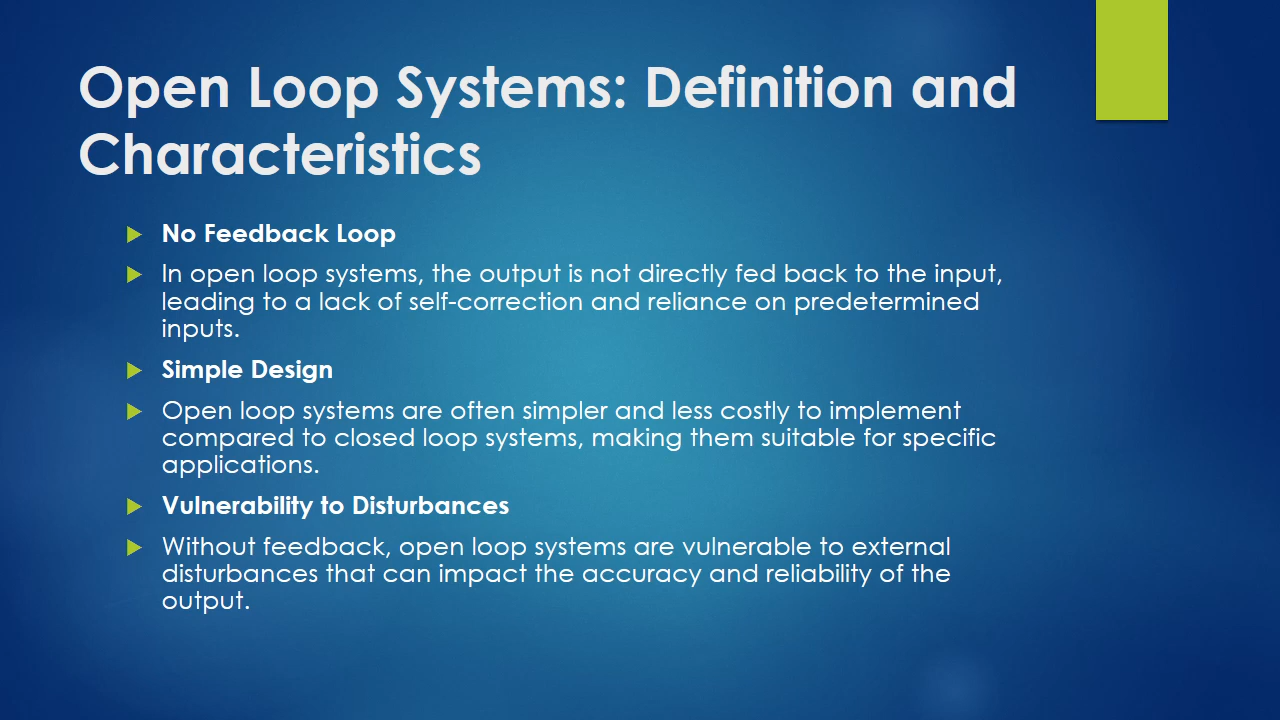 Open Loop Systems: Definition and
Characteristics
No Feedback Loop
In open loop systems, the output is not directly fed back to the input,
leading to a lack of self-correction and reliance on predetermined
inputs.
Simple Design
Open loop systems are often simpler and less costly to implement
compared to closed loop systems, making them suitable for specific
applications.
Vulnerability to Disturbances
Without feedback, open loop systems are vulnerable to external
disturbances that can impact the accuracy and reliability of the
output.